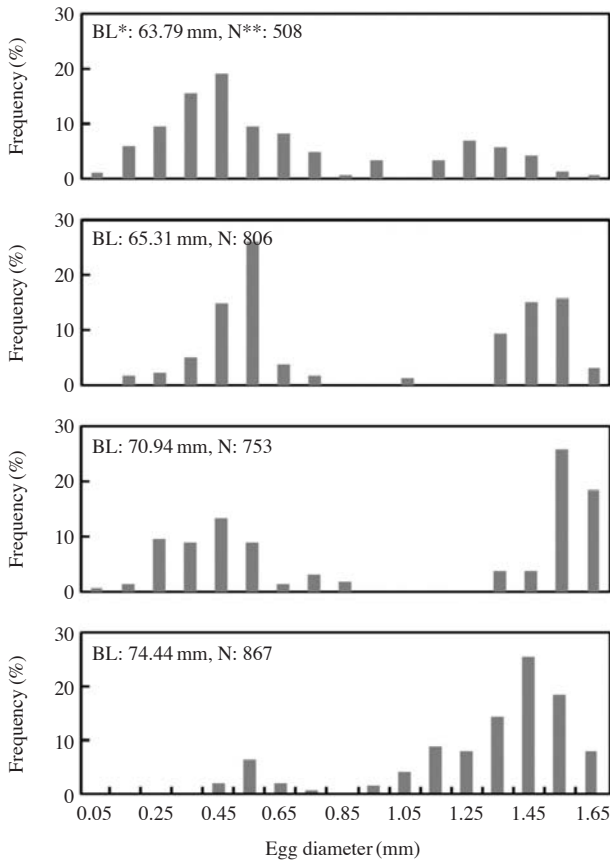 BL*: 63.79 mm, N**: 508
Frequency (%)
30
20
10
0
BL: 65.31 mm, N: 806
Frequency (%)
30
20
10
0
BL: 70.94 mm, N: 753
Frequency (%)
30
20
10
0
BL: 74.44 mm, N: 867
Frequency (%)
30
20
10
0
0.05 0.25 0.45 0.65 0.85 1.05 1.25 1.45 1.65
Egg diameter (mm)